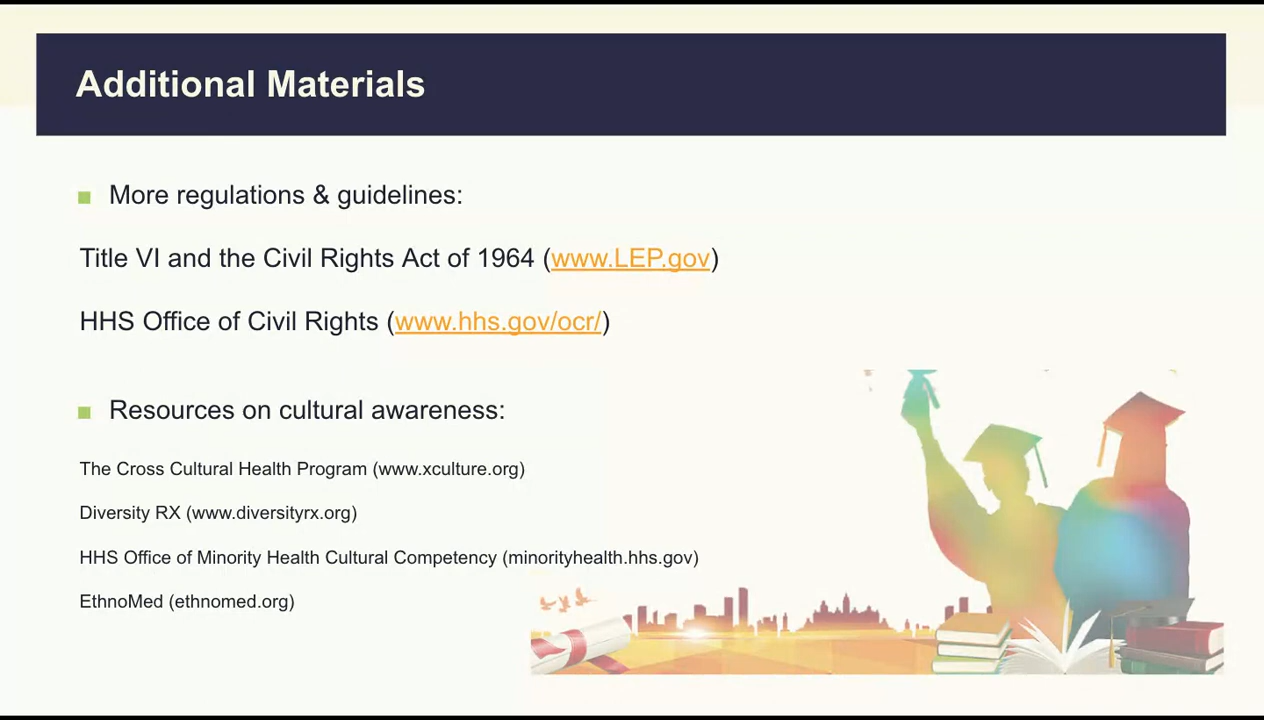 Additional Materials
More regulations & guidelines:
Title VI and the Civil Rights Act of 1964 (www.LEP.gov)
HHS Office of Civil Rights (www.hhs.gov/ocr/)
Resources on cultural awareness:
The Cross Cultural Health Program (www.xculture.org)
Diversity RX (www.diversityrx.org)
HHS Office of Minority Health Cultural Competency (minorityhealth.hhs.gov)
EthnoMed (ethnomed.org)